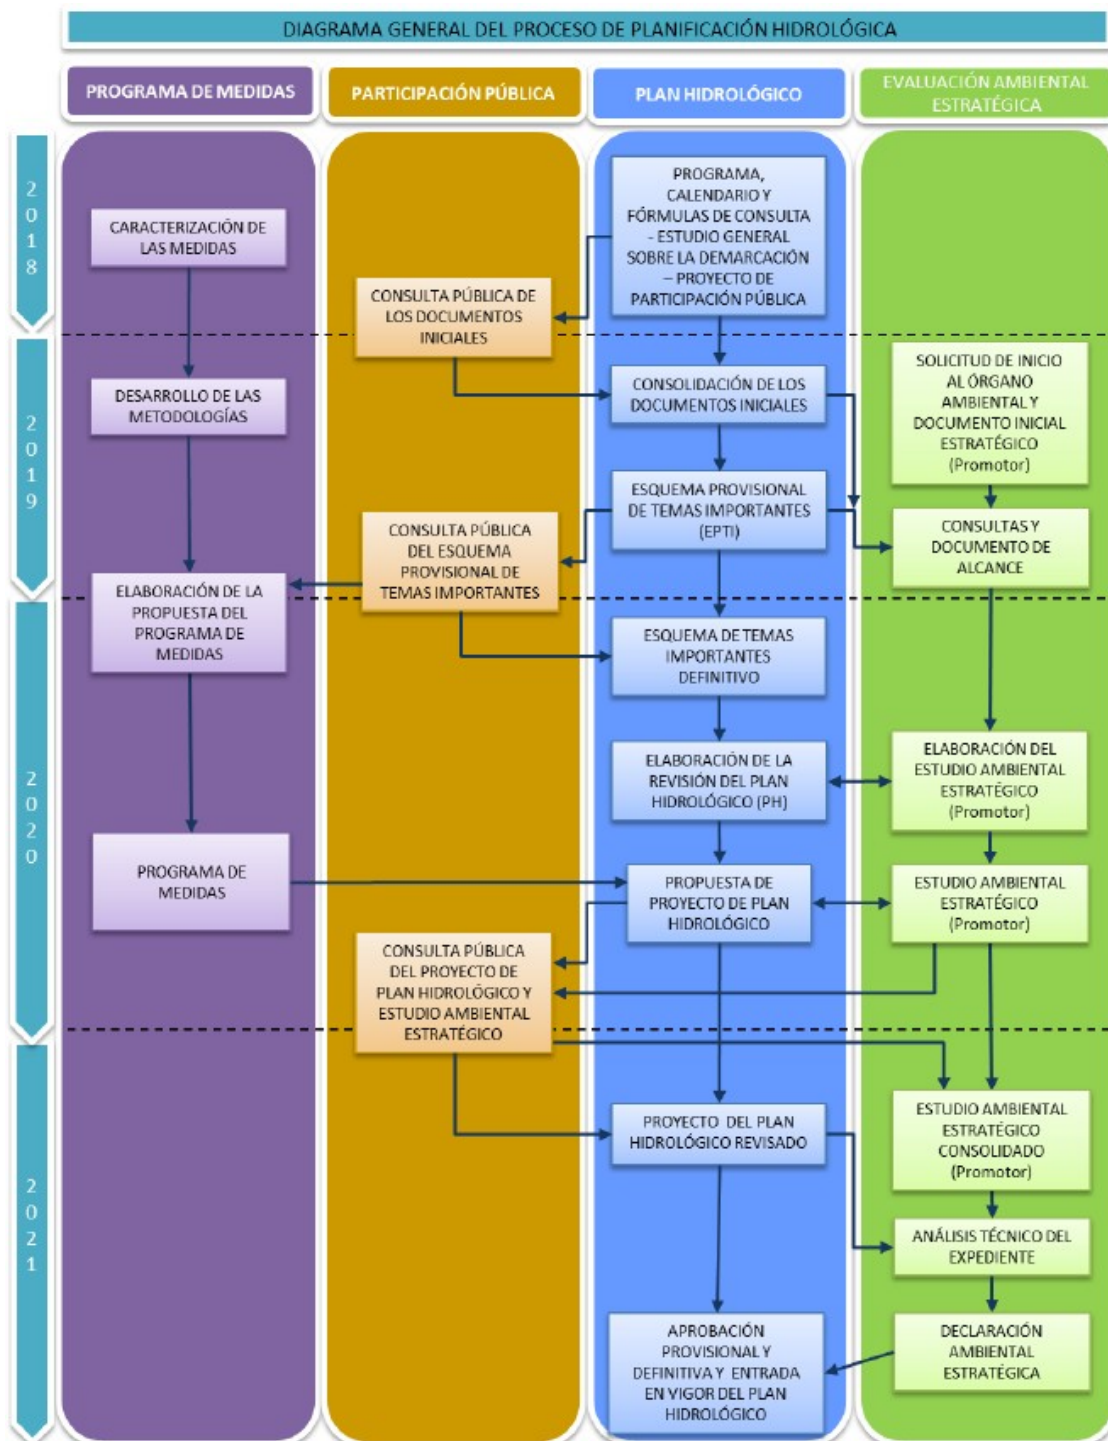 DIAGRAMA GENERAL DEL PROCESO DE PLANIFICACIÓN HIDROLÓGICA
PROGRAMA DE MEDIDAS
PARTICIPACIÓN PÚBLICA
PLAN HIDROLÓGICO
EVALUACIÓN AMBIENTAL
ESTRATÉGICA
2
0
1
8
CARACTERIZACIÓN DE
LAS MEDIDAS
PROGRAMA,
CALENDARIO Y
FÓRMULAS DE CONSULTA
- ESTUDIO GENERAL
SOBRE LA DEMARCACIÓN
– PROYECTO DE
PARTICIPACIÓN PÚBLICA
CONSULTA PÚBLICA DE
LOS DOCUMENTOS
INICIALES
2
0
1
9
DESARROLLO DE LAS
METODOLOGÍAS
CONSOLIDACIÓN DE LOS
DOCUMENTOS INICIALES
SOLICITUD DE INICIO
AL ÓRGANO
AMBIENTAL Y
DOCUMENTO INICIAL
ESTRATÉGICO
(Promotor)
ESQUEMA PROVISIONAL
DE TEMAS IMPORTANTES
(EPTI)
CONSULTA PÚBLICA
DEL ESQUEMA
PROVISIONAL DE
TEMAS IMPORTANTES
CONSULTAS Y
DOCUMENTO DE
ALCANCE
ELABORACIÓN DE LA
PROPUESTA DEL
PROGRAMA DE
MEDIDAS
2
0
2
0
ESQUEMA DE TEMAS
IMPORTANTES
DEFINITIVO
ELABORACIÓN DE LA
REVISIÓN DEL PLAN
HIDROLÓGICO (PH)
ELABORACIÓN DEL
ESTUDIO AMBIENTAL
ESTRATÉGICO
(Promotor)
PROGRAMA DE
MEDIDAS
PROPUESTA DE
PROYECTO DE PLAN
HIDROLÓGICO
ESTUDIO AMBIENTAL
ESTRATÉGICO
(Promotor)
CONSULTA PÚBLICA
DEL PROYECTO DE
PLAN HIDROLÓGICO Y
ESTUDIO AMBIENTAL
ESTRATÉGICO
2
0
2
1
PROYECTO DEL PLAN
HIDROLÓGICO REVISADO
ESTUDIO AMBIENTAL
ESTRATÉGICO
CONSOLIDADO
(Promotor)
ANÁLISIS TÉCNICO DEL
EXPEDIENTE
APROBACIÓN
PROVISIONAL Y
DEFINITIVA Y ENTRADA
EN VIGOR DEL PLAN
HIDROLÓGICO
DECLARACIÓN
AMBIENTAL
ESTRATÉGICA